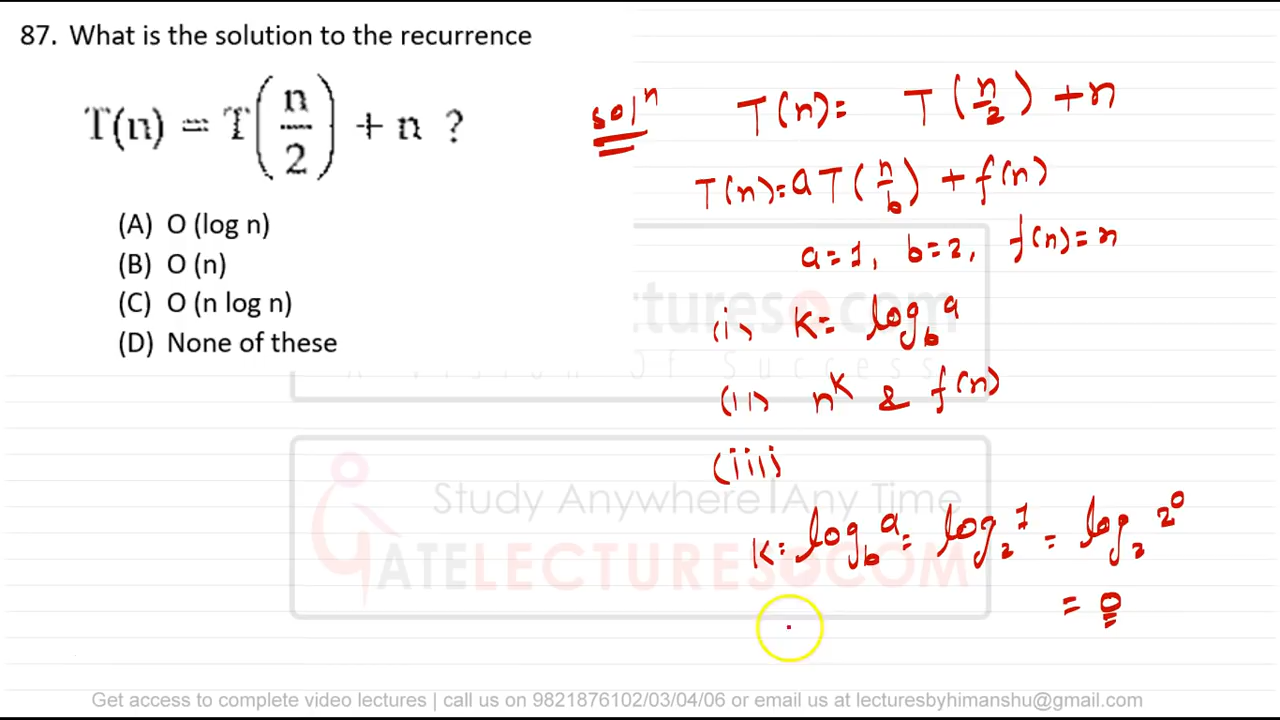 87. What is the solution to the recurrence
T(n) = T(n/2) + n ?
(A) O (log n)
(B) O (n)
(C) O (n log n)
(D) None of these
solⁿ T(n)= T(n/2) +n
T(n)=aT(n/b) + f(n)
a=1, b=2, f(n)=n
(i) K= log_b a
(ii) n^K & f(n)
(iii)
K= log_b a = log_2 1 = log_2 2^0
= 0
Study Anywhere | Any Time
GATELECTURES.COM
Of Success
Get access to complete video lectures | call us on 9821876102/03/04/06 or email us at lecturesbyhimanshu@gmail.com